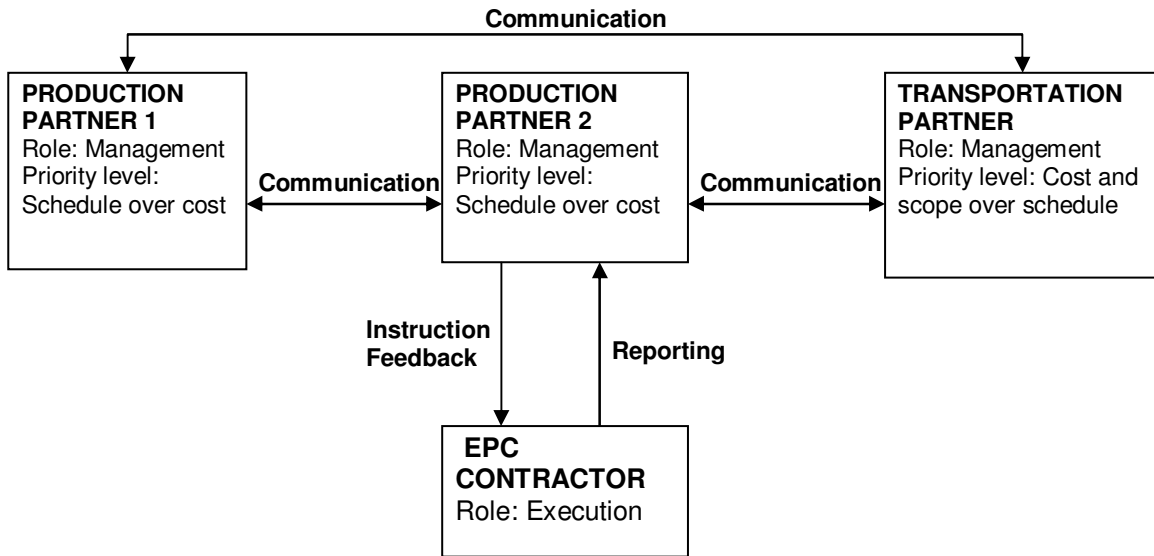 Communication
PRODUCTION
PARTNER 1
Role: Management
Priority level:
Schedule over cost
Communication
PRODUCTION
PARTNER 2
Role: Management
Priority level:
Schedule over cost
Communication
TRANSPORTATION
PARTNER
Role: Management
Priority level: Cost and
scope over schedule
Instruction
Feedback
Reporting
EPC
CONTRACTOR
Role: Execution